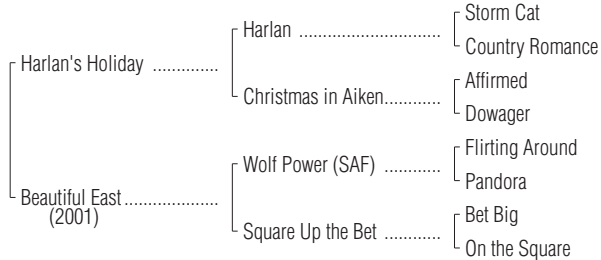 Storm Cat
Harlan ..............................
Country Romance
Harlan's Holiday ..............
Affirmed
Christmas in Aiken............
Dowager
Flirting Around
Wolf Power (SAF) ............
Pandora
Beautiful East....................
(2001)
Bet Big
Square Up the Bet ............
On the Square